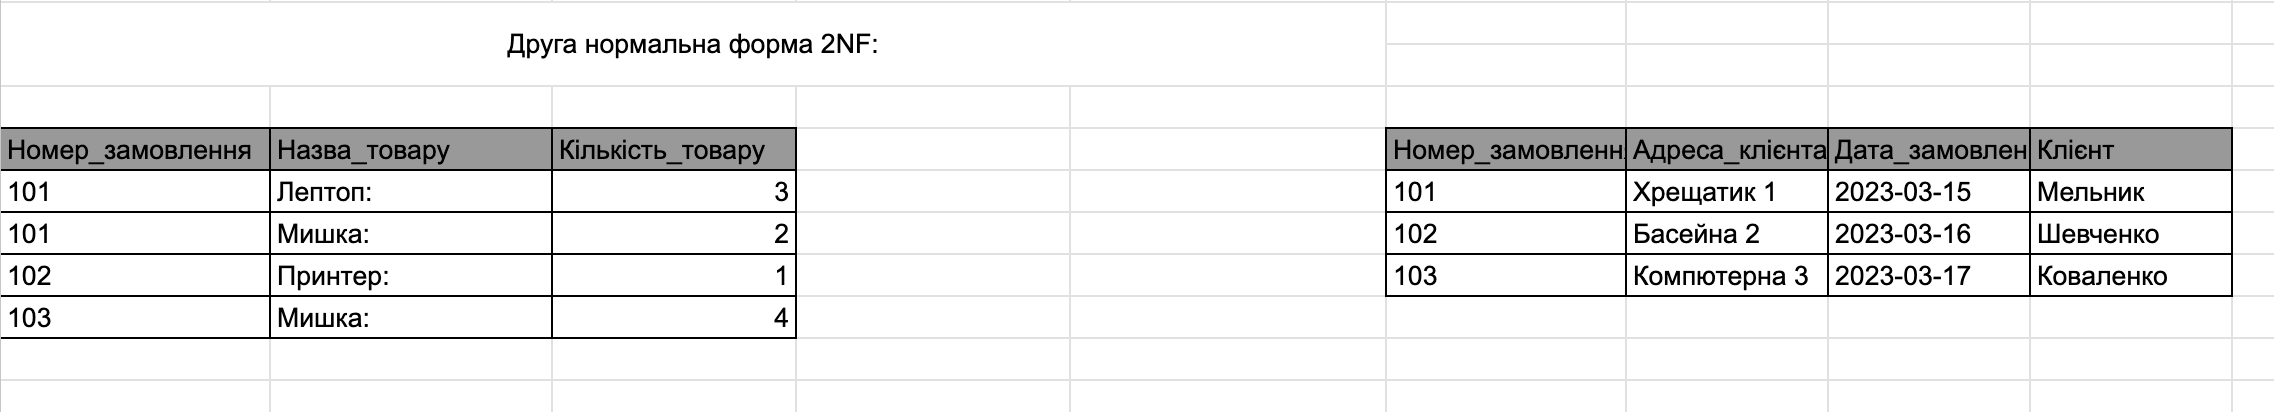 Друга нормальна форма 2NF:
Номер_замовлення Назва_товару Кількість_товару Номер_замовленн Адреса_клієнта Дата_замовлен Клієнт
101 Лептоп: 3 101 Хрещатик 1 2023-03-15 Мельник
101 Мишка: 2 102 Басейна 2 2023-03-16 Шевченко
102 Принтер: 1 103 Компютерна 3 2023-03-17 Коваленко
103 Мишка: 4